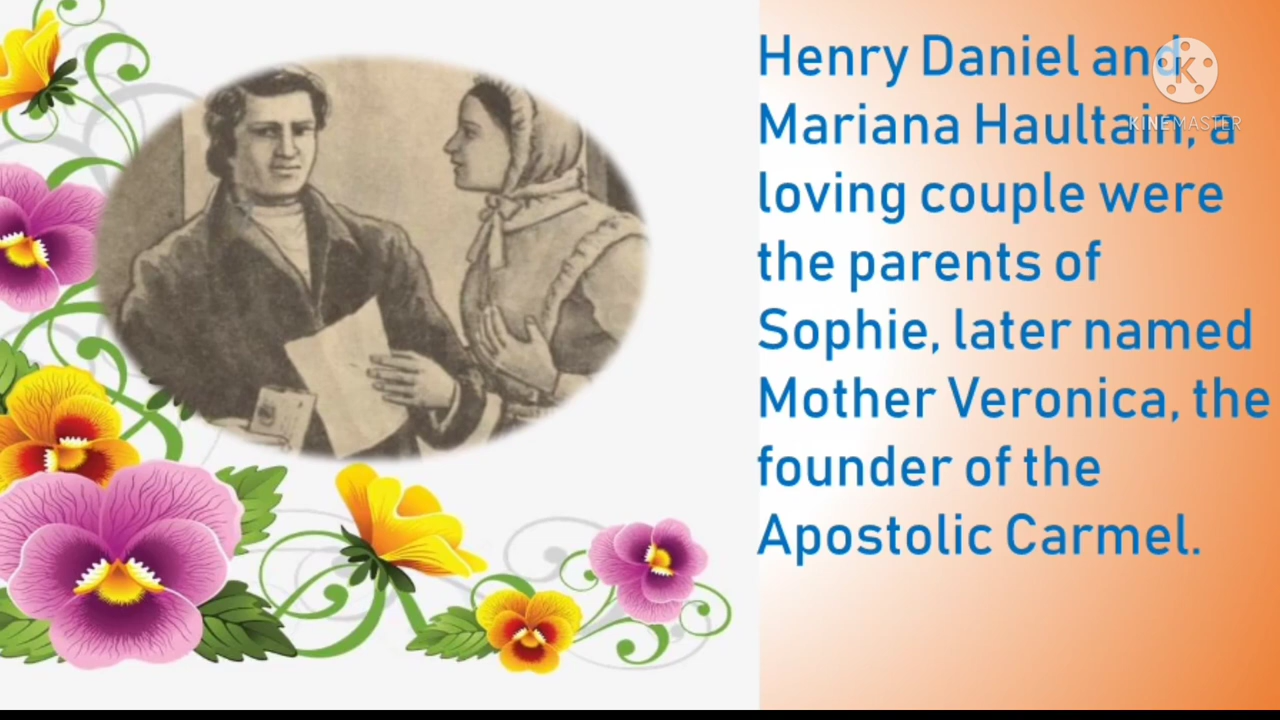 Henry Daniel and
Mariana Haultain, a
loving couple were
the parents of
Sophie, later named
Mother Veronica, the
founder of the
Apostolic Carmel.
K
KINEMASTER